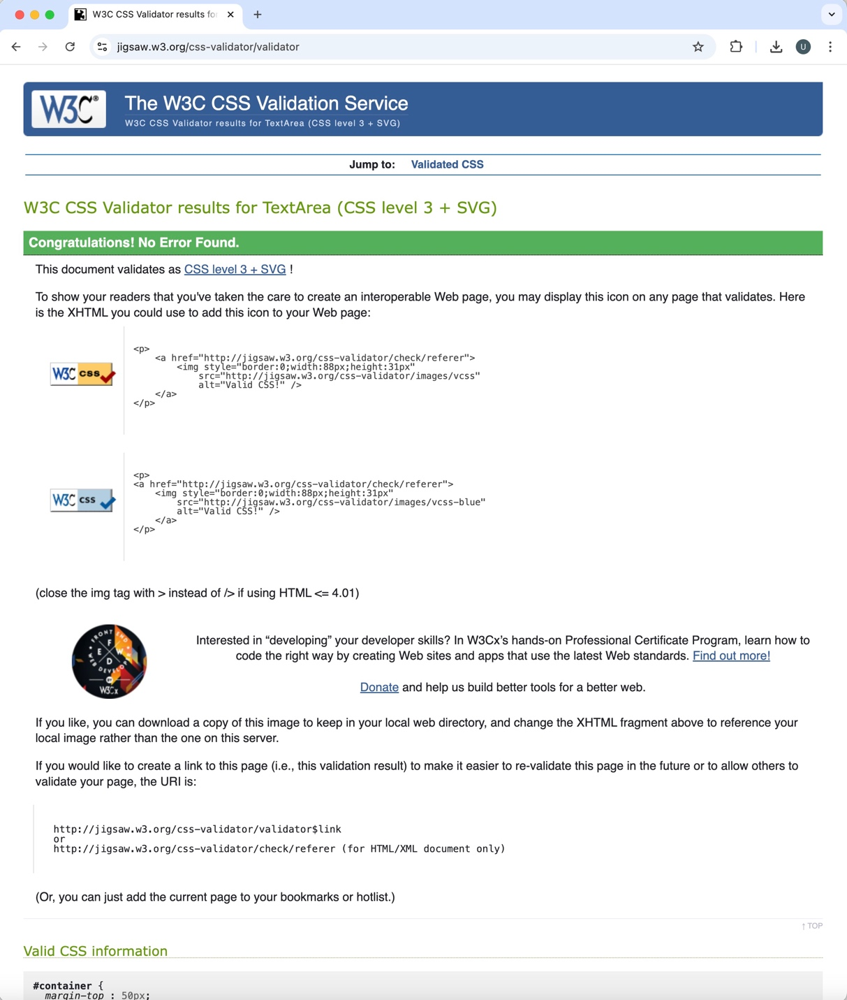 W3C CSS Validator results fo
U
jigsaw.w3.org/css-validator/validator
W3C®
The W3C CSS Validation Service
W3C CSS Validator results for TextArea (CSS level 3 + SVG)
Jump to: Validated CSS
W3C CSS Validator results for TextArea (CSS level 3 + SVG)
Congratulations! No Error Found.
This document validates as CSS level 3 + SVG !
To show your readers that you've taken the care to create an interoperable Web page, you may display this icon on any page that validates. Here
is the XHTML you could use to add this icon to your Web page:
W3C css
<p>
<a href="http://jigsaw.w3.org/css-validator/check/referer">
<img style="border:0;width:88px;height:31px"
src="http://jigsaw.w3.org/css-validator/images/vcss"
alt="Valid CSS!" />
</a>
</p>
W3C css
<p>
<a href="http://jigsaw.w3.org/css-validator/check/referer">
<img style="border:0;width:88px;height:31px"
src="http://jigsaw.w3.org/css-validator/images/vcss-blue"
alt="Valid CSS!" />
</a>
</p>
(close the img tag with > instead of /> if using HTML <= 4.01)
FRONT END
WEB DEVELOPER
F
E W
D
BY
W3Cx
Interested in “developing” your developer skills? In W3Cx’s hands-on Professional Certificate Program, learn how to
code the right way by creating Web sites and apps that use the latest Web standards. Find out more!
Donate and help us build better tools for a better web.
If you like, you can download a copy of this image to keep in your local web directory, and change the XHTML fragment above to reference your
local image rather than the one on this server.
If you would like to create a link to this page (i.e., this validation result) to make it easier to re-validate this page in the future or to allow others to
validate your page, the URI is:
http://jigsaw.w3.org/css-validator/validator$link
or
http://jigsaw.w3.org/css-validator/check/referer (for HTML/XML document only)
(Or, you can just add the current page to your bookmarks or hotlist.)
↑ TOP
Valid CSS information
#container {
margin-top : 50px;